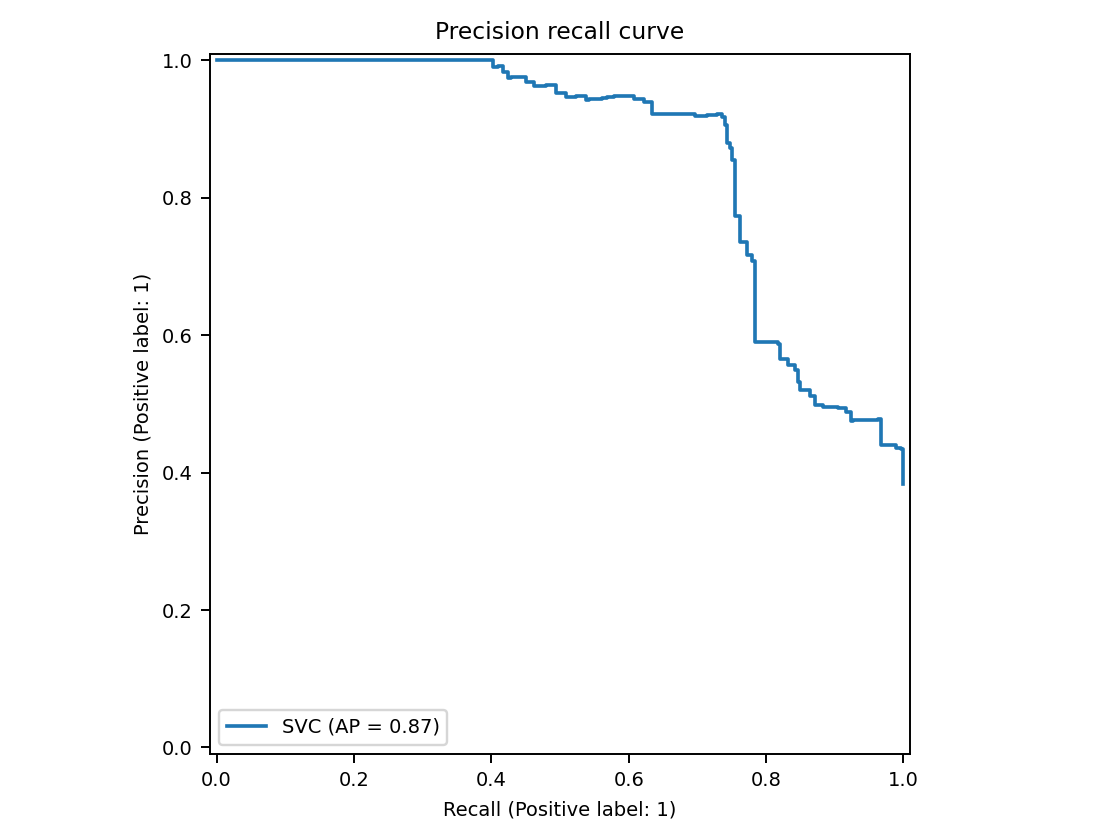 Precision recall curve
1.0
0.8
0.6
0.4
0.2
0.0
Precision (Positive label: 1)
SVC (AP = 0.87)
0.0 0.2 0.4 0.6 0.8 1.0
Recall (Positive label: 1)